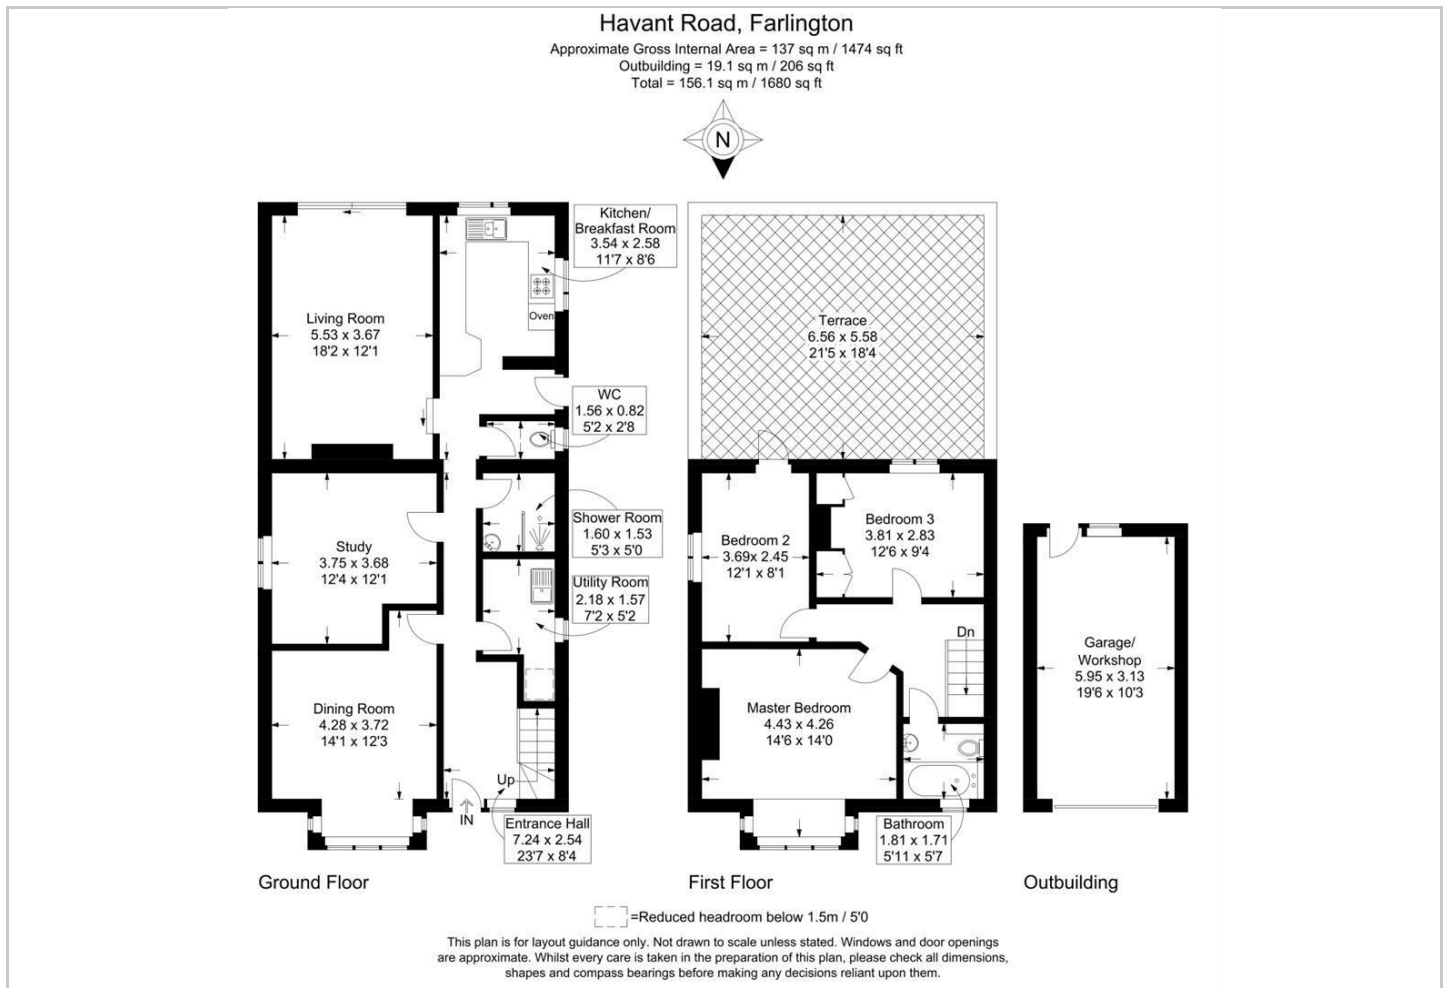 Havant Road, Farlington
Approximate Gross Internal Area = 137 sq m / 1474 sq ft
Outbuilding = 19.1 sq m / 206 sq ft
Total = 156.1 sq m / 1680 sq ft
N
Kitchen/
Breakfast Room
3.54 x 2.58
11'7 x 8'6
Living Room
5.53 x 3.67
18'2 x 12'1
Oven
WC
1.56 x 0.82
5'2 x 2'8
Shower Room
1.60 x 1.53
5'3 x 5'0
Study
3.75 x 3.68
12'4 x 12'1
Utility Room
2.18 x 1.57
7'2 x 5'2
Dining Room
4.28 x 3.72
14'1 x 12'3
Up
IN
Entrance Hall
7.24 x 2.54
23'7 x 8'4
Ground Floor
Terrace
6.56 x 5.58
21'5 x 18'4
Bedroom 2
3.69x 2.45
12'1 x 8'1
Bedroom 3
3.81 x 2.83
12'6 x 9'4
Dn
Master Bedroom
4.43 x 4.26
14'6 x 14'0
Bathroom
1.81 x 1.71
5'11 x 5'7
First Floor
Garage/
Workshop
5.95 x 3.13
19'6 x 10'3
Outbuilding
=Reduced headroom below 1.5m / 5'0
This plan is for layout guidance only. Not drawn to scale unless stated. Windows and door openings
are approximate. Whilst every care is taken in the preparation of this plan, please check all dimensions,
shapes and compass bearings before making any decisions reliant upon them.